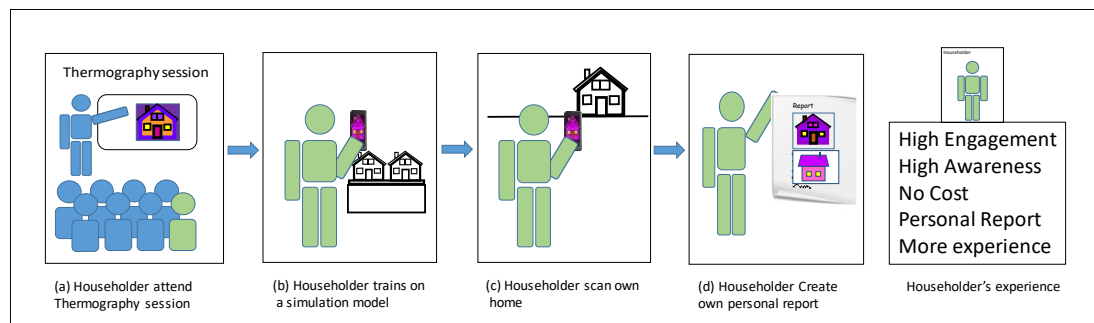 Thermography session
(a) Householder attend
Thermography session
(b) Householder trains on
a simulation model
(c) Householder scan own
home
Report
(d) Householder Create
own personal report
Householder
High Engagement
High Awareness
No Cost
Personal Report
More experience
Householder's experience